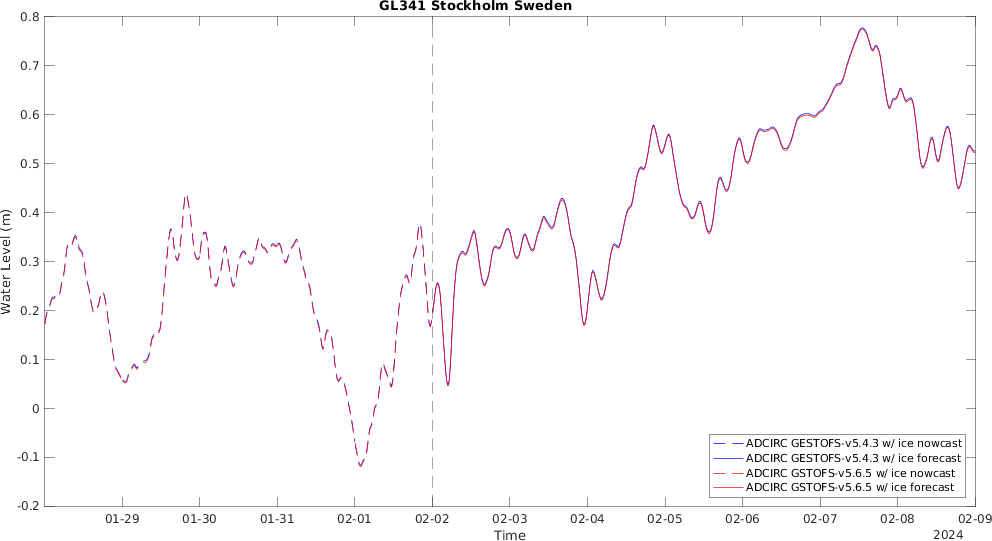 GL341 Stockholm Sweden
0.8
0.7
0.6
0.5
0.4
0.3
0.2
0.1
0
-0.1
-0.2
Water Level (m)
ADCIRC GESTOFS-v5.4.3 w/ ice nowcast
ADCIRC GESTOFS-v5.4.3 w/ ice forecast
ADCIRC GSTOFS-v5.6.5 w/ ice nowcast
ADCIRC GSTOFS-v5.6.5 w/ ice forecast
01-29 01-30 01-31 02-01 02-02 02-03 02-04 02-05 02-06 02-07 02-08 02-09
Time
2024